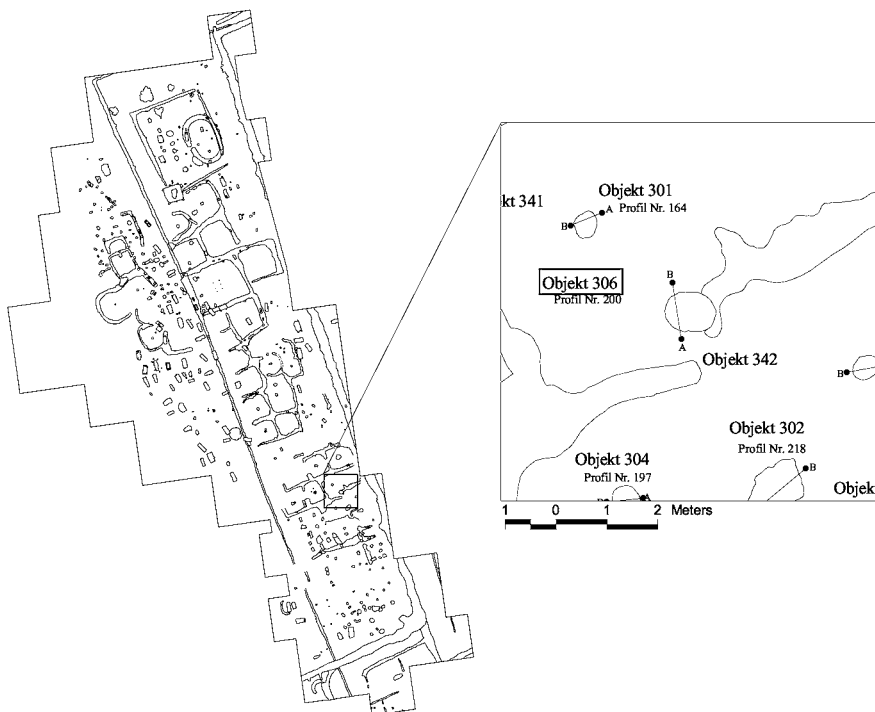 Objekt 301
kt 341
A
Profil Nr. 164
B
B
Objekt 306
Profil Nr. 200
A
Objekt 342
B
Objekt 302
Profil Nr. 218
Objekt 304
B
Profil Nr. 197
Objek
B
A
1 0 1 2 Meters